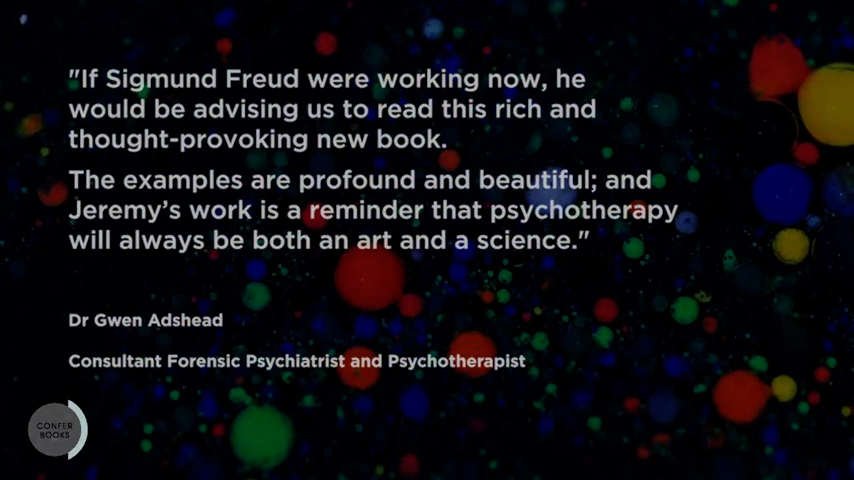 "If Sigmund Freud were working now, he
would be advising us to read this rich and
thought-provoking new book.
The examples are profound and beautiful; and
Jeremy's work is a reminder that psychotherapy
will always be both an art and a science."
Dr Gwen Adshead
Consultant Forensic Psychiatrist and Psychotherapist
CONFER
BOOKS